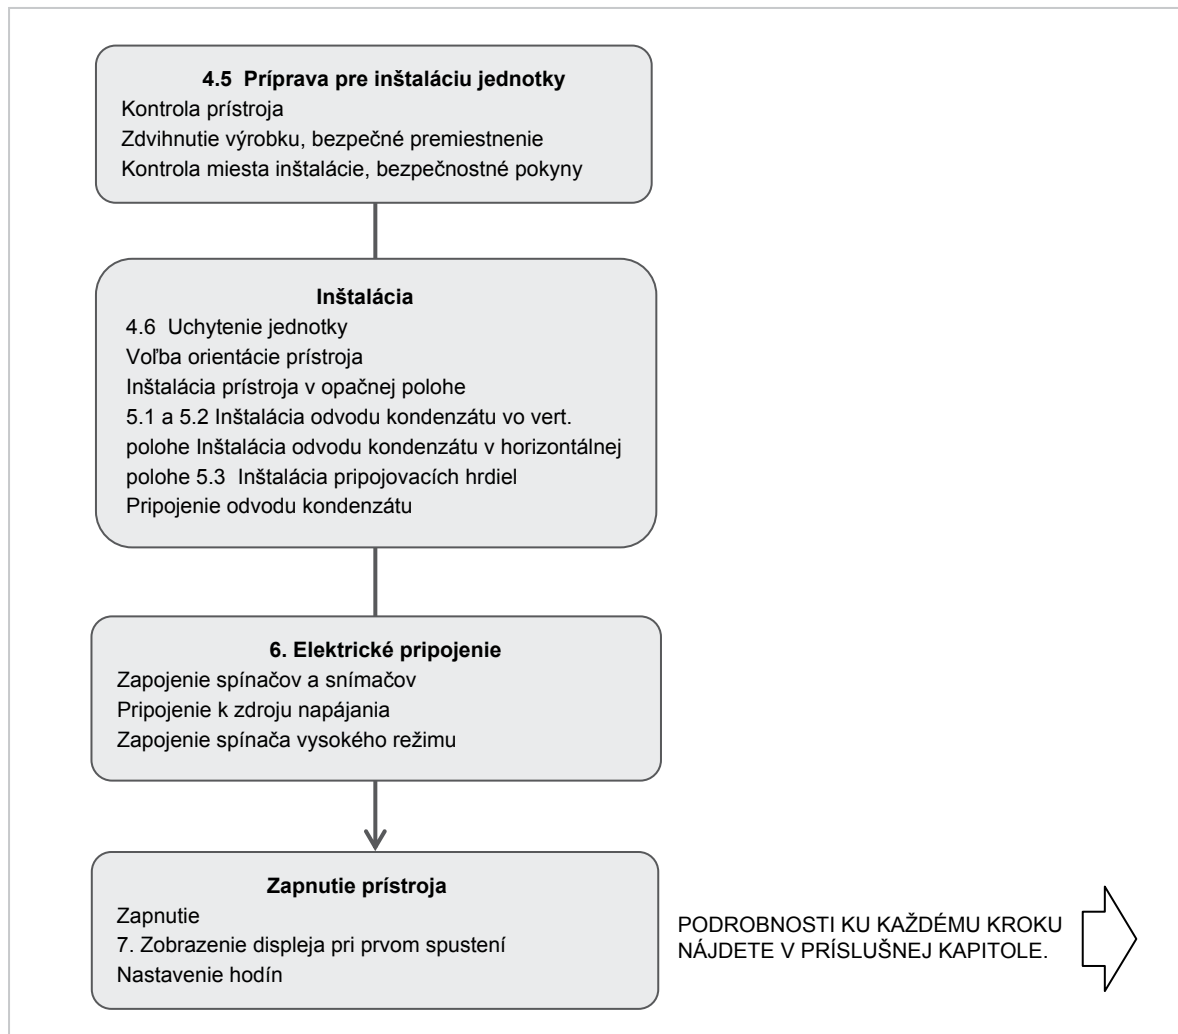 4.5 Príprava pre inštaláciu jednotky
Kontrola prístroja
Zdvihnutie výrobku, bezpečné premiestnenie
Kontrola miesta inštalácie, bezpečnostné pokyny
Inštalácia
4.6 Uchytenie jednotky
Voľba orientácie prístroja
Inštalácia prístroja v opačnej polohe
5.1 a 5.2 Inštalácia odvodu kondenzátu vo vert.
polohe Inštalácia odvodu kondenzátu v horizontálnej
polohe 5.3 Inštalácia pripojovacích hrdiel
Pripojenie odvodu kondenzátu
6. Elektrické pripojenie
Zapojenie spínačov a snímačov
Pripojenie k zdroju napájania
Zapojenie spínača vysokého režimu
Zapnutie prístroja
Zapnutie
7. Zobrazenie displeja pri prvom spustení
Nastavenie hodín
PODROBNOSTI KU KAŽDÉMU KROKU
NÁJDETE V PRÍSLUŠNEJ KAPITOLE.